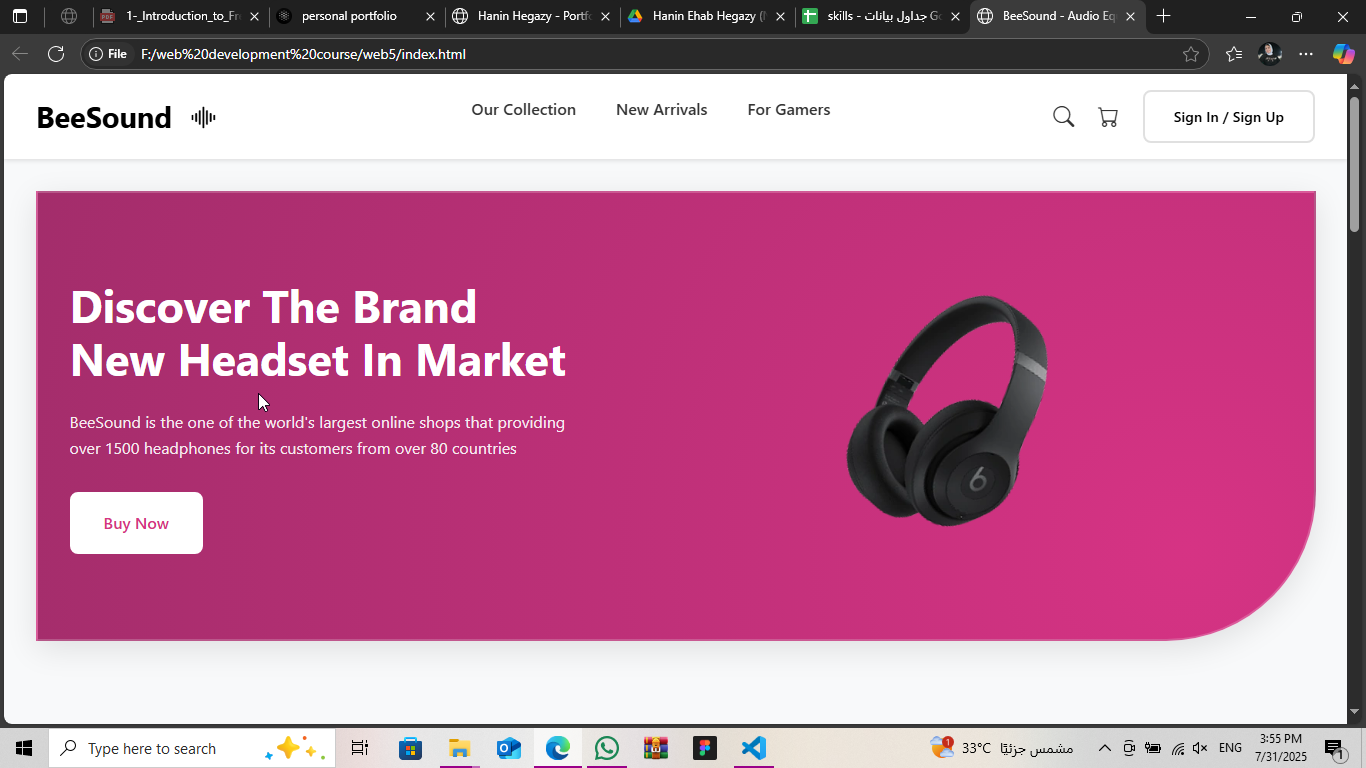 1-_Introduction_to_Fr
personal portfolio
Hanin Hegazy - Portfo
Hanin Ehab Hegazy (
skills - جداول بيانات Go
BeeSound - Audio Eq
File
F:/web%20development%20course/web5/index.html
BeeSound
Our Collection
New Arrivals
For Gamers
Sign In / Sign Up
Discover The Brand
New Headset In Market
BeeSound is the one of the world's largest online shops that providing
over 1500 headphones for its customers from over 80 countries
Buy Now
Type here to search
1
33°C مشمس جزئيًا
ENG
3:55 PM
7/31/2025
1